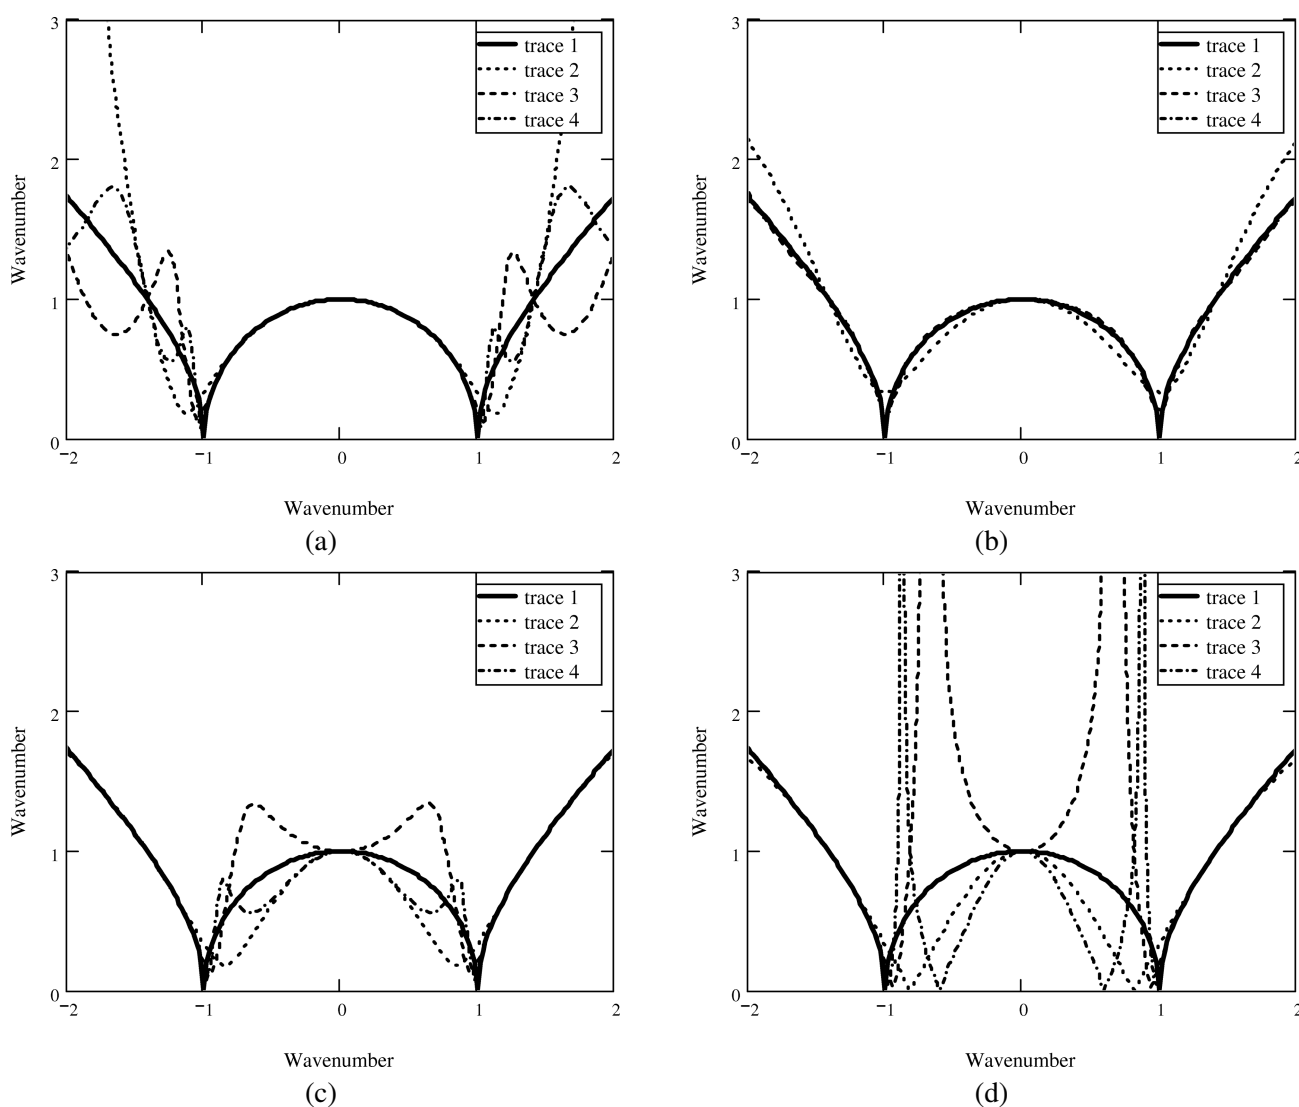 3
2
1
0
−2
−1
0
1
2
Wavenumber
Wavenumber
trace 1
trace 2
trace 3
trace 4
(a)
3
2
1
0
−2
−1
0
1
2
Wavenumber
Wavenumber
trace 1
trace 2
trace 3
trace 4
(b)
3
2
1
0
−2
−1
0
1
2
Wavenumber
Wavenumber
trace 1
trace 2
trace 3
trace 4
(c)
3
2
1
0
−2
−1
0
1
2
Wavenumber
Wavenumber
trace 1
trace 2
trace 3
trace 4
(d)